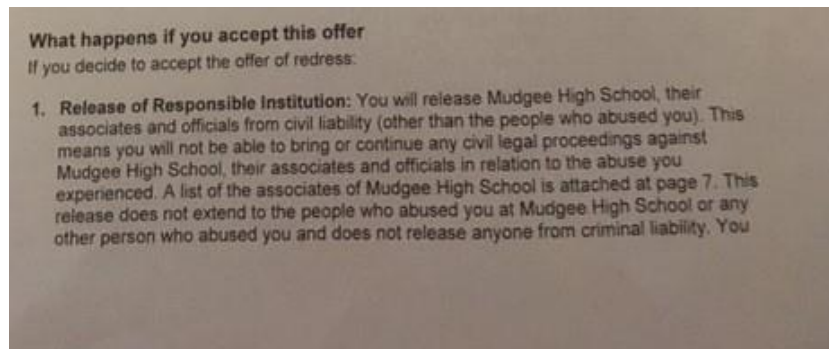 What happens if you accept this offer
If you decide to accept the offer of redress:
1. Release of Responsible Institution: You will release Mudgee High School, their
associates and officials from civil liability (other than the people who abused you). This
means you will not be able to bring or continue any civil legal proceedings against
Mudgee High School, their associates and officials in relation to the abuse you
experienced. A list of the associates of Mudgee High School is attached at page 7. This
release does not extend to the people who abused you at Mudgee High School or any
other person who abused you and does not release anyone from criminal liability. You